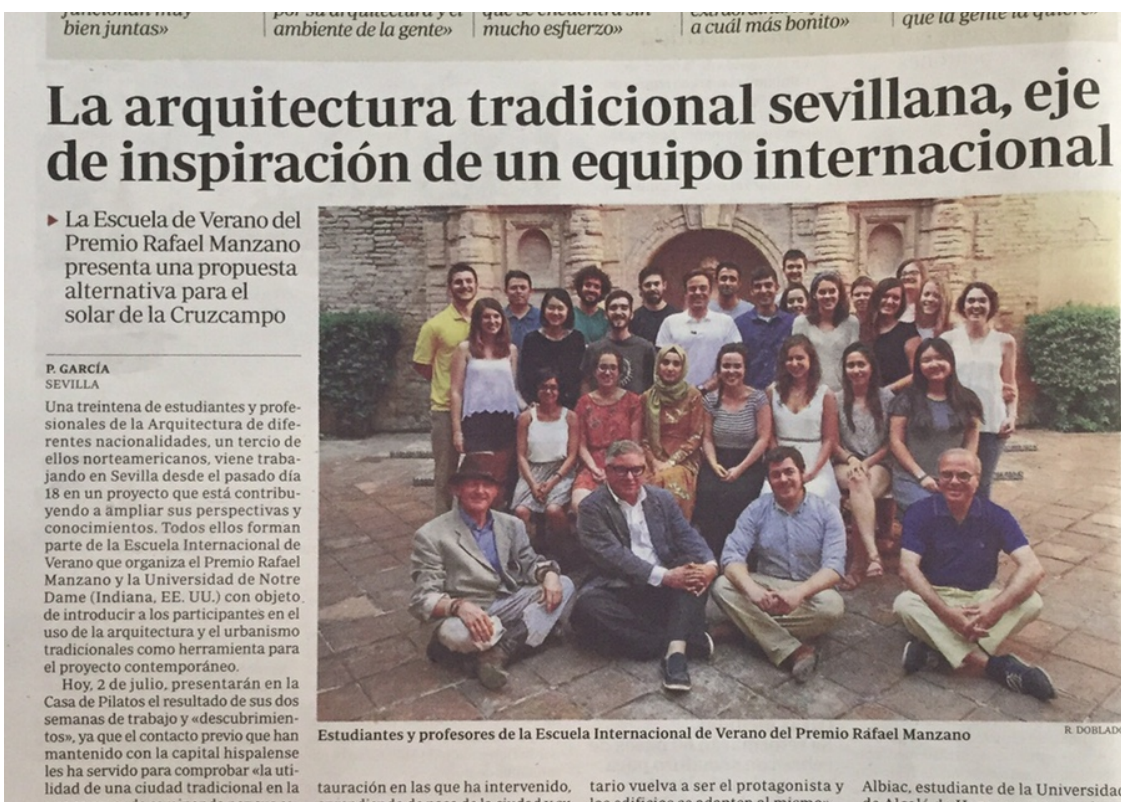 bien juntas»
ambiente de la gente»
mucho esfuerzo»
a cuál más bonito»
que la gente la
La arquitectura tradicional sevillana, eje
de inspiración de un equipo internacional
La Escuela de Verano del
Premio Rafael Manzano
presenta una propuesta
alternativa para el
solar de la Cruzcampo
P. GARCÍA
SEVILLA
Una treintena de estudiantes y profe-
sionales de la Arquitectura de dife-
rentes nacionalidades, un tercio de
ellos norteamericanos, viene traba-
jando en Sevilla desde el pasado día
18 en un proyecto que está contribu-
yendo a ampliar sus perspectivas y
conocimientos. Todos ellos forman
parte de la Escuela Internacional de
Verano que organiza el Premio Rafael
Manzano y la Universidad de Notre
Dame (Indiana, EE. UU.) con objeto
de introducir a los participantes en el
uso de la arquitectura y el urbanismo
tradicionales como herramienta para
el proyecto contemporáneo.
Hoy, 2 de julio, presentarán en la
Casa de Pilatos el resultado de sus dos
semanas de trabajo y «descubrimien-
tos», ya que el contacto previo que han
mantenido con la capital hispalense
les ha servido para comprobar «la uti-
lidad de una ciudad tradicional en la
Estudiantes y profesores de la Escuela Internacional de Verano del Premio Rafael Manzano
R. DOBLADO
tauración en las que ha intervenido,
tario vuelva a ser el protagonista y
Albiac, estudiante de la Universidad